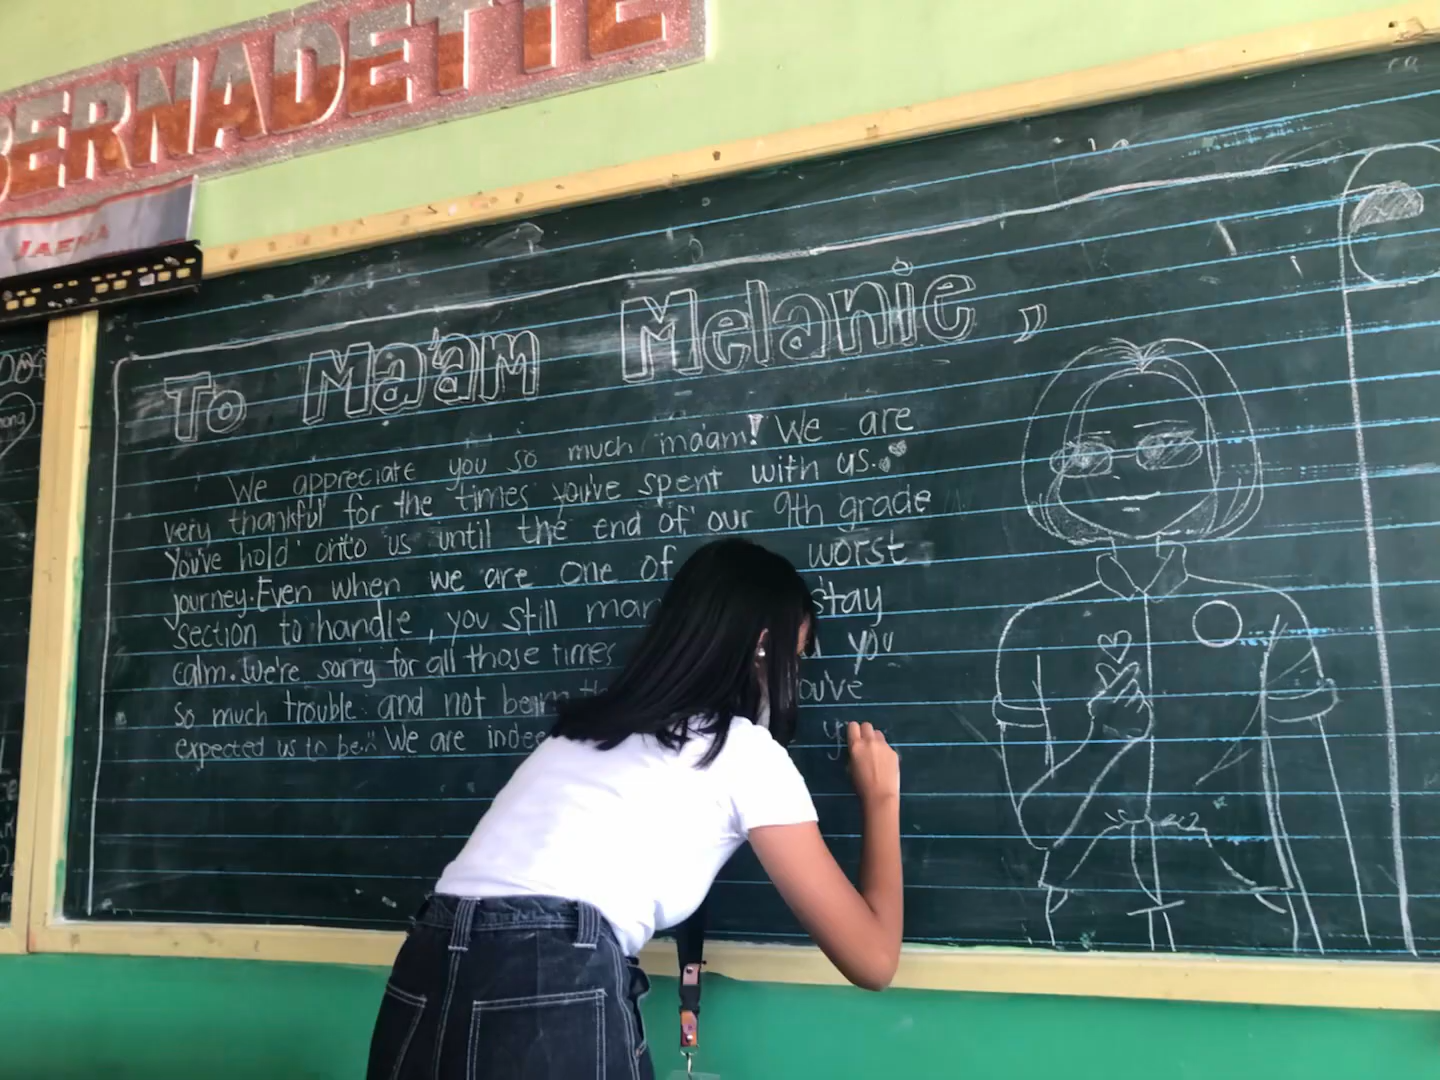 BERNADETTE
JAENA
To Ma'am Melanie,
We appreciate you so much ma'am! We are
very thankful for the times you've spent with us.
You've hold onto us until the end of our 9th grade
journey. Even when we are one of worst
section to handle, you still stay
calm. We're sorry for all those times you
so much trouble and not
expected us to be. We are